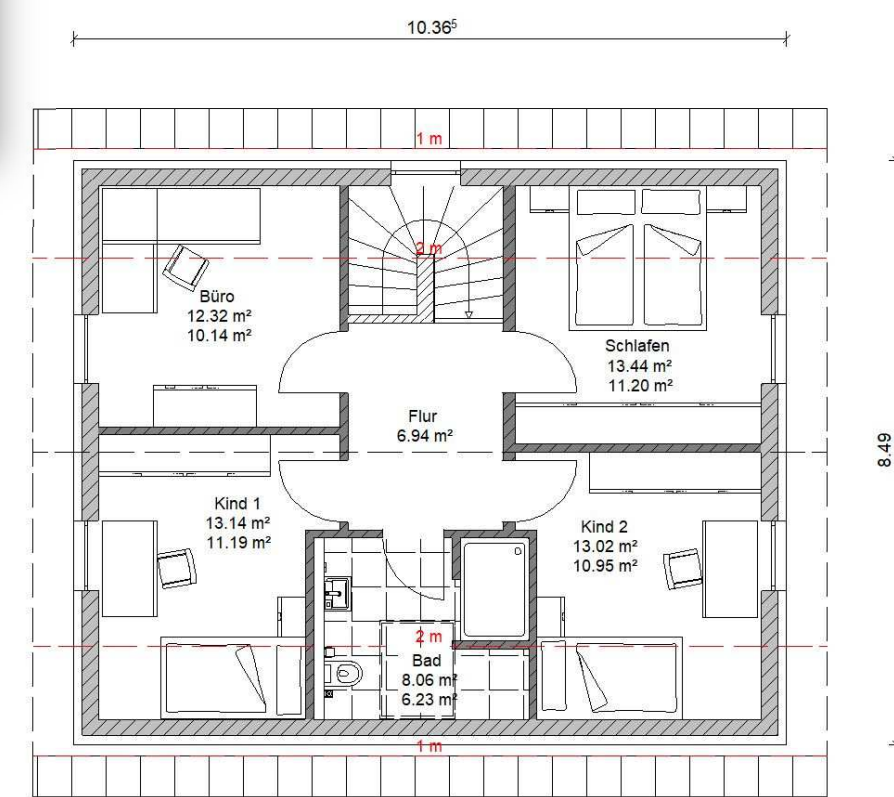 10.36⁵
1 m
2 m
Büro
12.32 m²
10.14 m²
Schlafen
13.44 m²
11.20 m²
Flur
6.94 m²
8.49
Kind 1
13.14 m²
11.19 m²
Kind 2
13.02 m²
10.95 m²
2 m
Bad
8.06 m²
6.23 m²
1 m